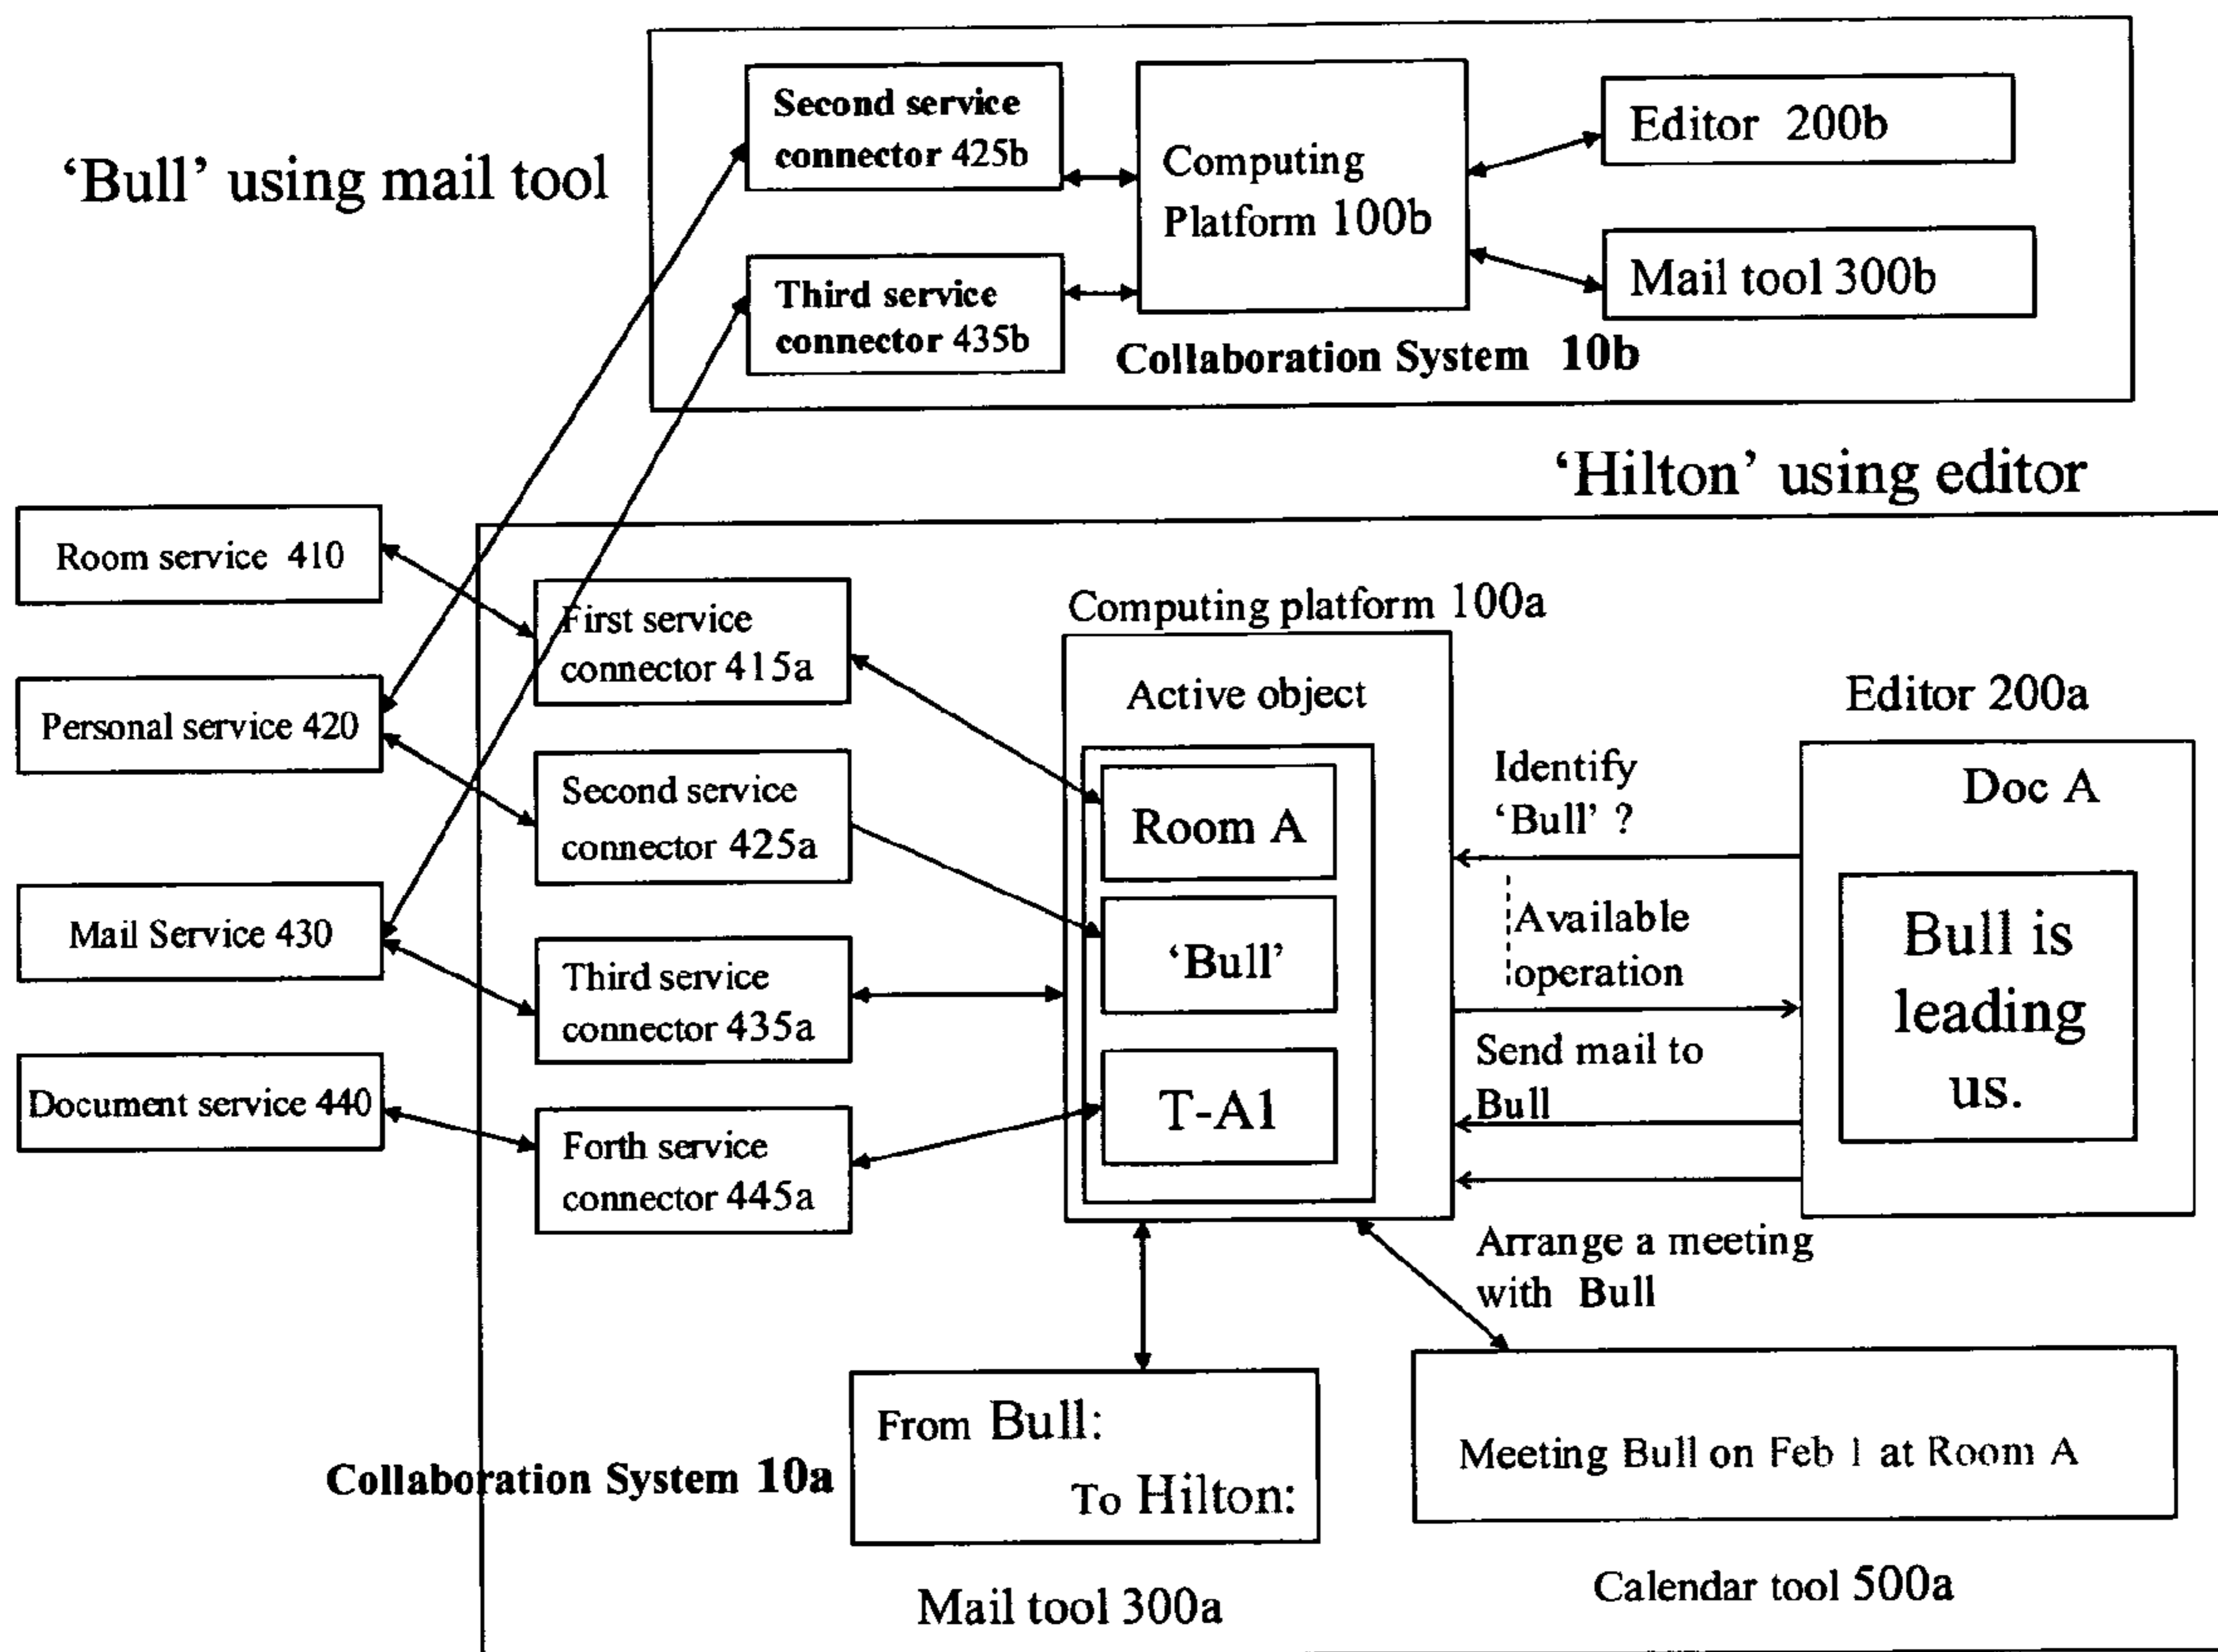 ‘Bull’ using mail tool
Second service
connector 425b
Third service
connector 435b
Computing
Platform 100b
Editor 200b
Mail tool 300b
Collaboration System 10b
‘Hilton’ using editor
Room service 410
Personal service 420
Mail Service 430
Document service 440
First service
connector 415a
Second service
connector 425a
Third service
connector 435a
Forth service
connector 445a
Computing platform 100a
Active object
Room A
‘Bull’
T-A1
Identify
‘Bull’ ?
Available
operation
Send mail to
Bull
Arrange a meeting
with Bull
Editor 200a
Doc A
Bull is
leading
us.
Collaboration System 10a
From Bull:
To Hilton:
Mail tool 300a
Meeting Bull on Feb 1 at Room A
Calendar tool 500a